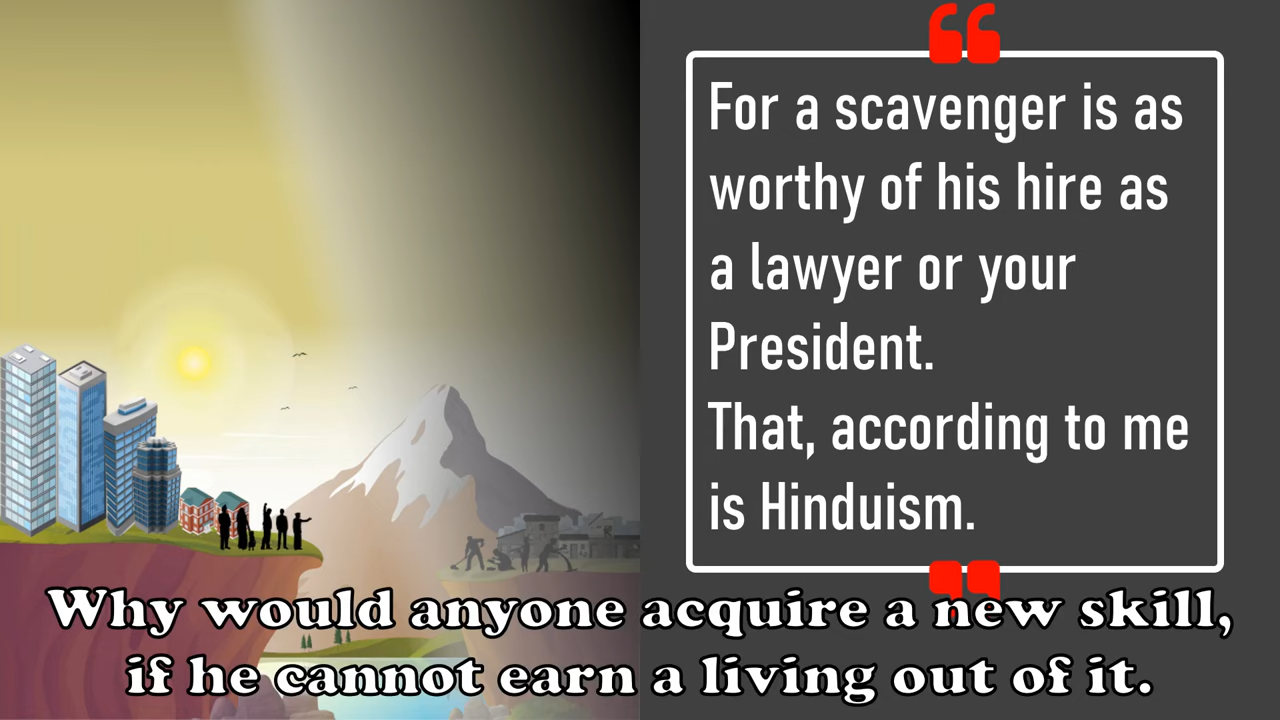 “
For a scavenger is as
worthy of his hire as
a lawyer or your
President.
That, according to me
is Hinduism.
"
Why would anyone acquire a new skill,
if he cannot earn a living out of it.